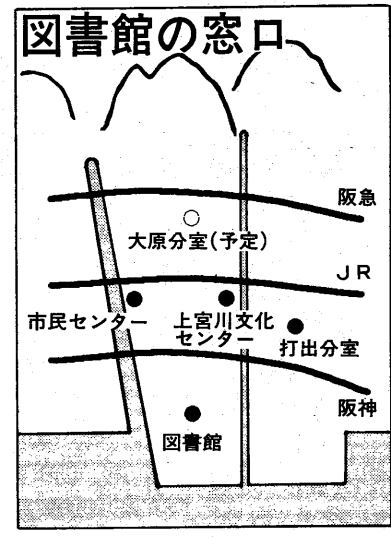 図書館の窓口
阪急
大原分室(予定)
JR
市民センター
上宮川文化
センター
打出分室
阪神
図書館